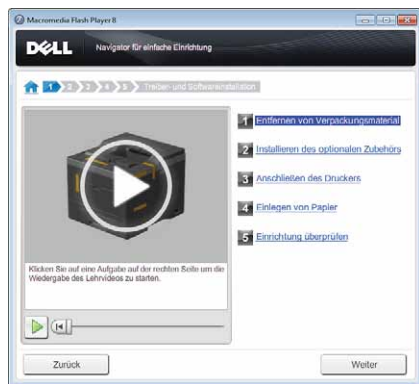 Macromedia Flash Player 8
DELL
Navigator für einfache Einrichtung
1 2 3 4 5 Treiber- und Softwareinstallation
1 Entfernen von Verpackungsmaterial
2 Installieren des optionalen Zubehörs
3 Anschließen des Druckers
4 Einlegen von Papier
5 Einrichtung überprüfen
Klicken Sie auf eine Aufgabe auf der rechten Seite um die
Wiedergabe des Lehrvideos zu starten.
Zurück
Weiter